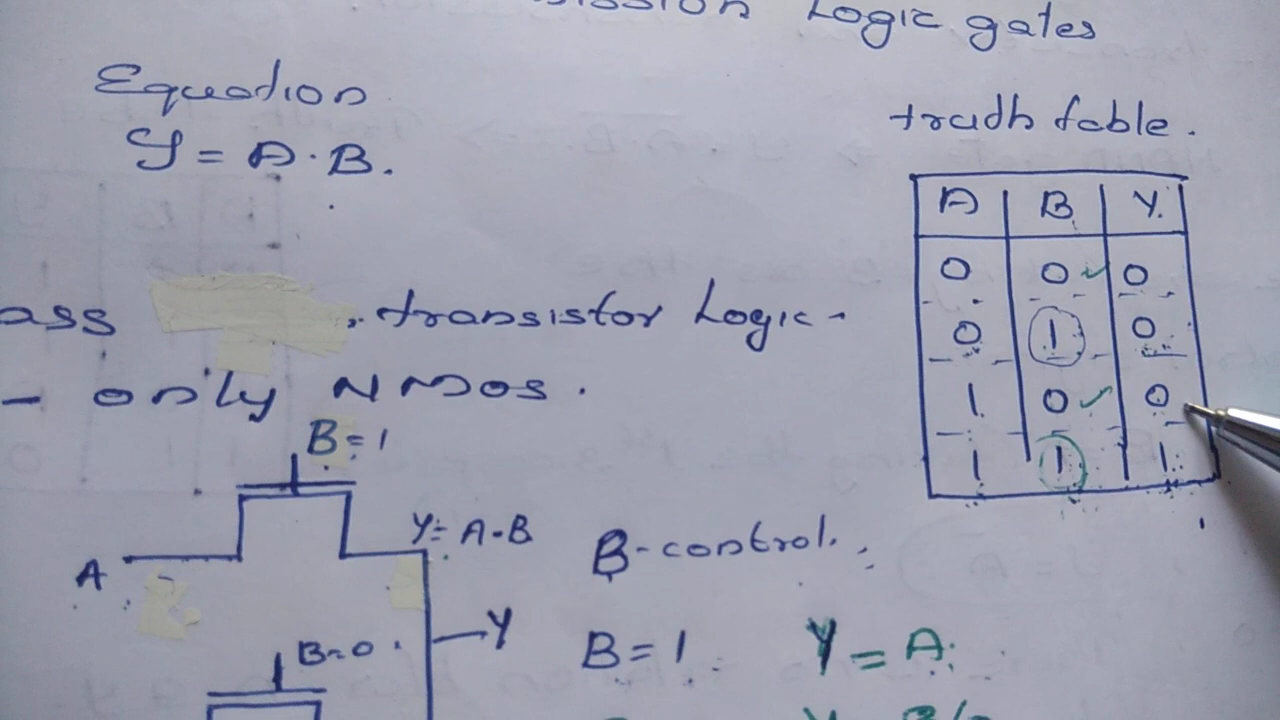 Logic gates
Equation
Y = A · B.
truth table.
A B Y.
0 0 0
0 1 0
1 0 0
1 1 1
ass transistor Logic -
- only NMOS.
B = 1
A
Y = A · B
B - control.
B = 0
Y
B = 1 Y = A